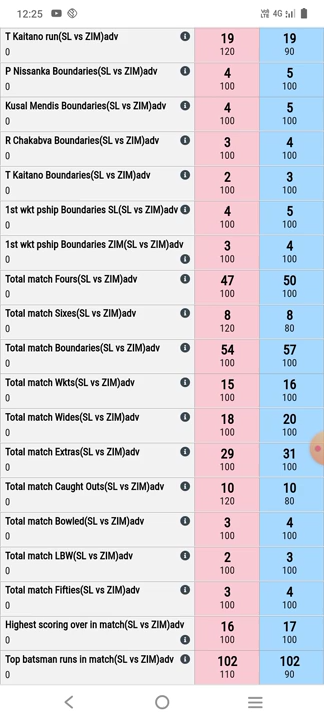 12:25 4G
T Kaitano run(SL vs ZIM)adv 19 19
0 120 90
P Nissanka Boundaries(SL vs ZIM)adv 4 5
0 100 100
Kusal Mendis Boundaries(SL vs ZIM)adv 4 5
0 100 100
R Chakabva Boundaries(SL vs ZIM)adv 3 4
0 100 100
T Kaitano Boundaries(SL vs ZIM)adv 2 3
0 100 100
1st wkt pship Boundaries SL(SL vs ZIM)adv 4 5
0 100 100
1st wkt pship Boundaries ZIM(SL vs ZIM)adv 3 4
0 100 100
Total match Fours(SL vs ZIM)adv 47 50
0 100 100
Total match Sixes(SL vs ZIM)adv 8 8
0 120 80
Total match Boundaries(SL vs ZIM)adv 54 57
0 100 100
Total match Wkts(SL vs ZIM)adv 15 16
0 100 100
Total match Wides(SL vs ZIM)adv 18 20
0 100 100
Total match Extras(SL vs ZIM)adv 29 31
0 100 100
Total match Caught Outs(SL vs ZIM)adv 10 10
0 120 80
Total match Bowled(SL vs ZIM)adv 3 4
0 100 100
Total match LBW(SL vs ZIM)adv 2 3
0 100 100
Total match Fifties(SL vs ZIM)adv 3 4
0 100 100
Highest scoring over in match(SL vs ZIM)adv 16 17
0 100 100
Top batsman runs in match(SL vs ZIM)adv 102 102
0 110 90